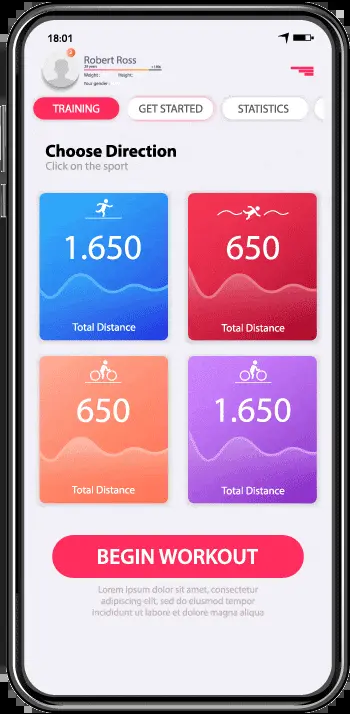 18:01
Robert Ross
Weight :
Height:
Your gender :
TRAINING
GET STARTED
STATISTICS
Choose Direction
Click on the sport
1.650
Total Distance
650
Total Distance
650
Total Distance
1.650
Total Distance
BEGIN WORKOUT
Lorem ipsum dolor sit amet, consectetur
adipiscing elit, sed do eiusmod tempor
incididunt ut labore et dolore magna aliqua